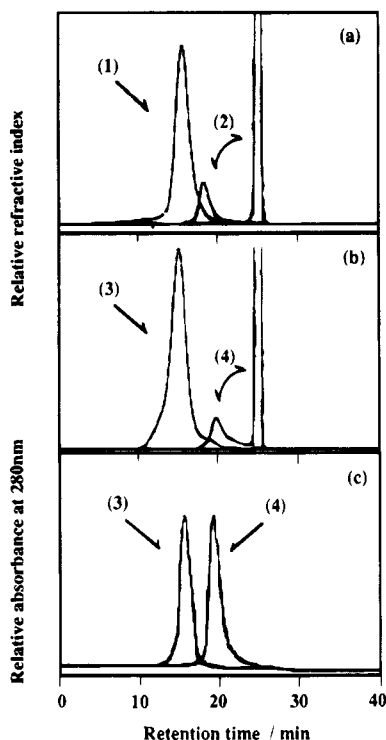 (a)
(1)
(2)
Relative refractive index
(b)
(3)
(4)
(c)
(3)
(4)
Relative absorbance at 280nm
0 10 20 30 40
Retention time / min